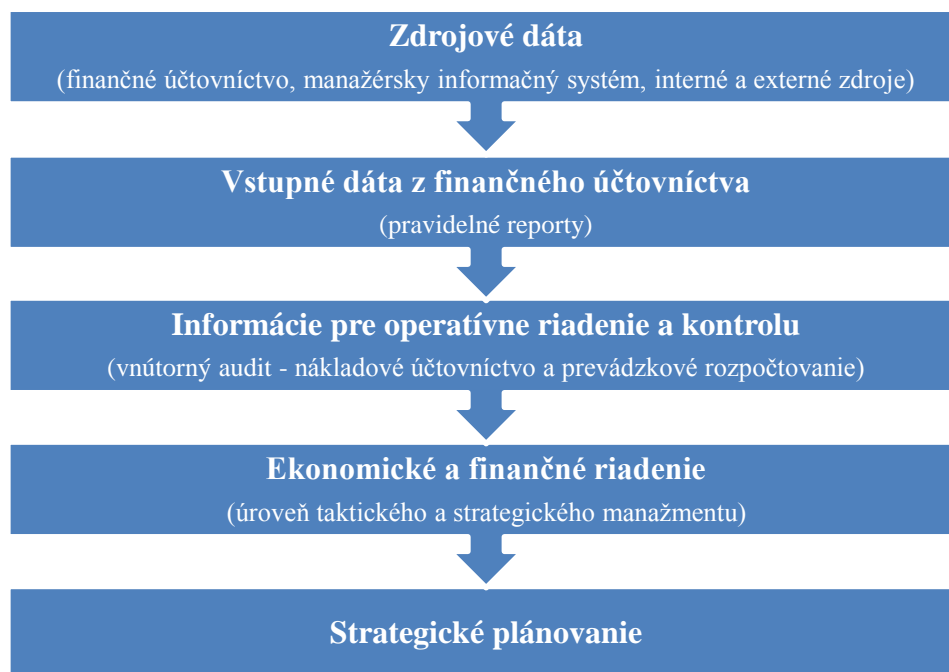 Zdrojové dáta
(finančné účtovníctvo, manažérsky informačný systém, interné a externé zdroje)
Vstupné dáta z finančného účtovníctva
(pravidelné reporty)
Informácie pre operatívne riadenie a kontrolu
(vnútorný audit - nákladové účtovníctvo a prevádzkové rozpočtovanie)
Ekonomické a finančné riadenie
(úroveň taktického a strategického manažmentu)
Strategické plánovanie